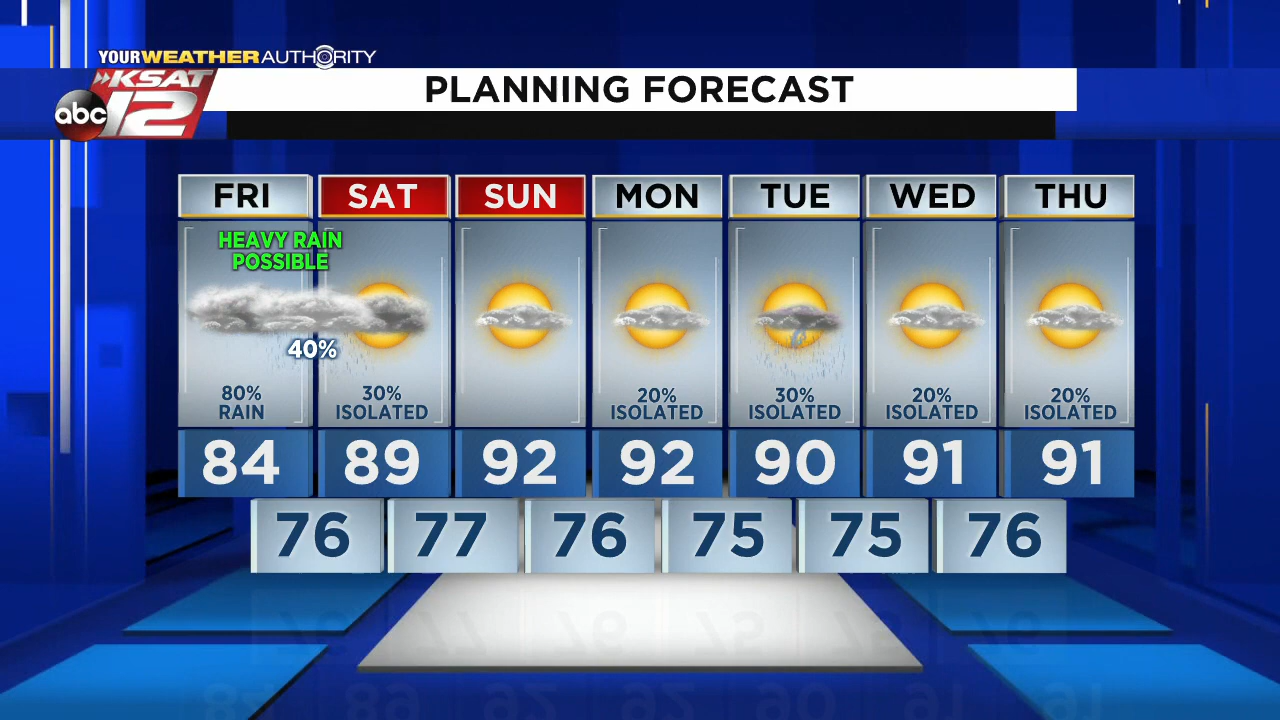 YOURWEATHERAUTHORITY
KSAT
abc
12
PLANNING FORECAST
FRI
SAT
SUN
MON
TUE
WED
THU
HEAVY RAIN
POSSIBLE
40%
80%
RAIN
30%
ISOLATED
20%
ISOLATED
30%
ISOLATED
20%
ISOLATED
20%
ISOLATED
84
89
92
92
90
91
91
76
77
76
75
75
76